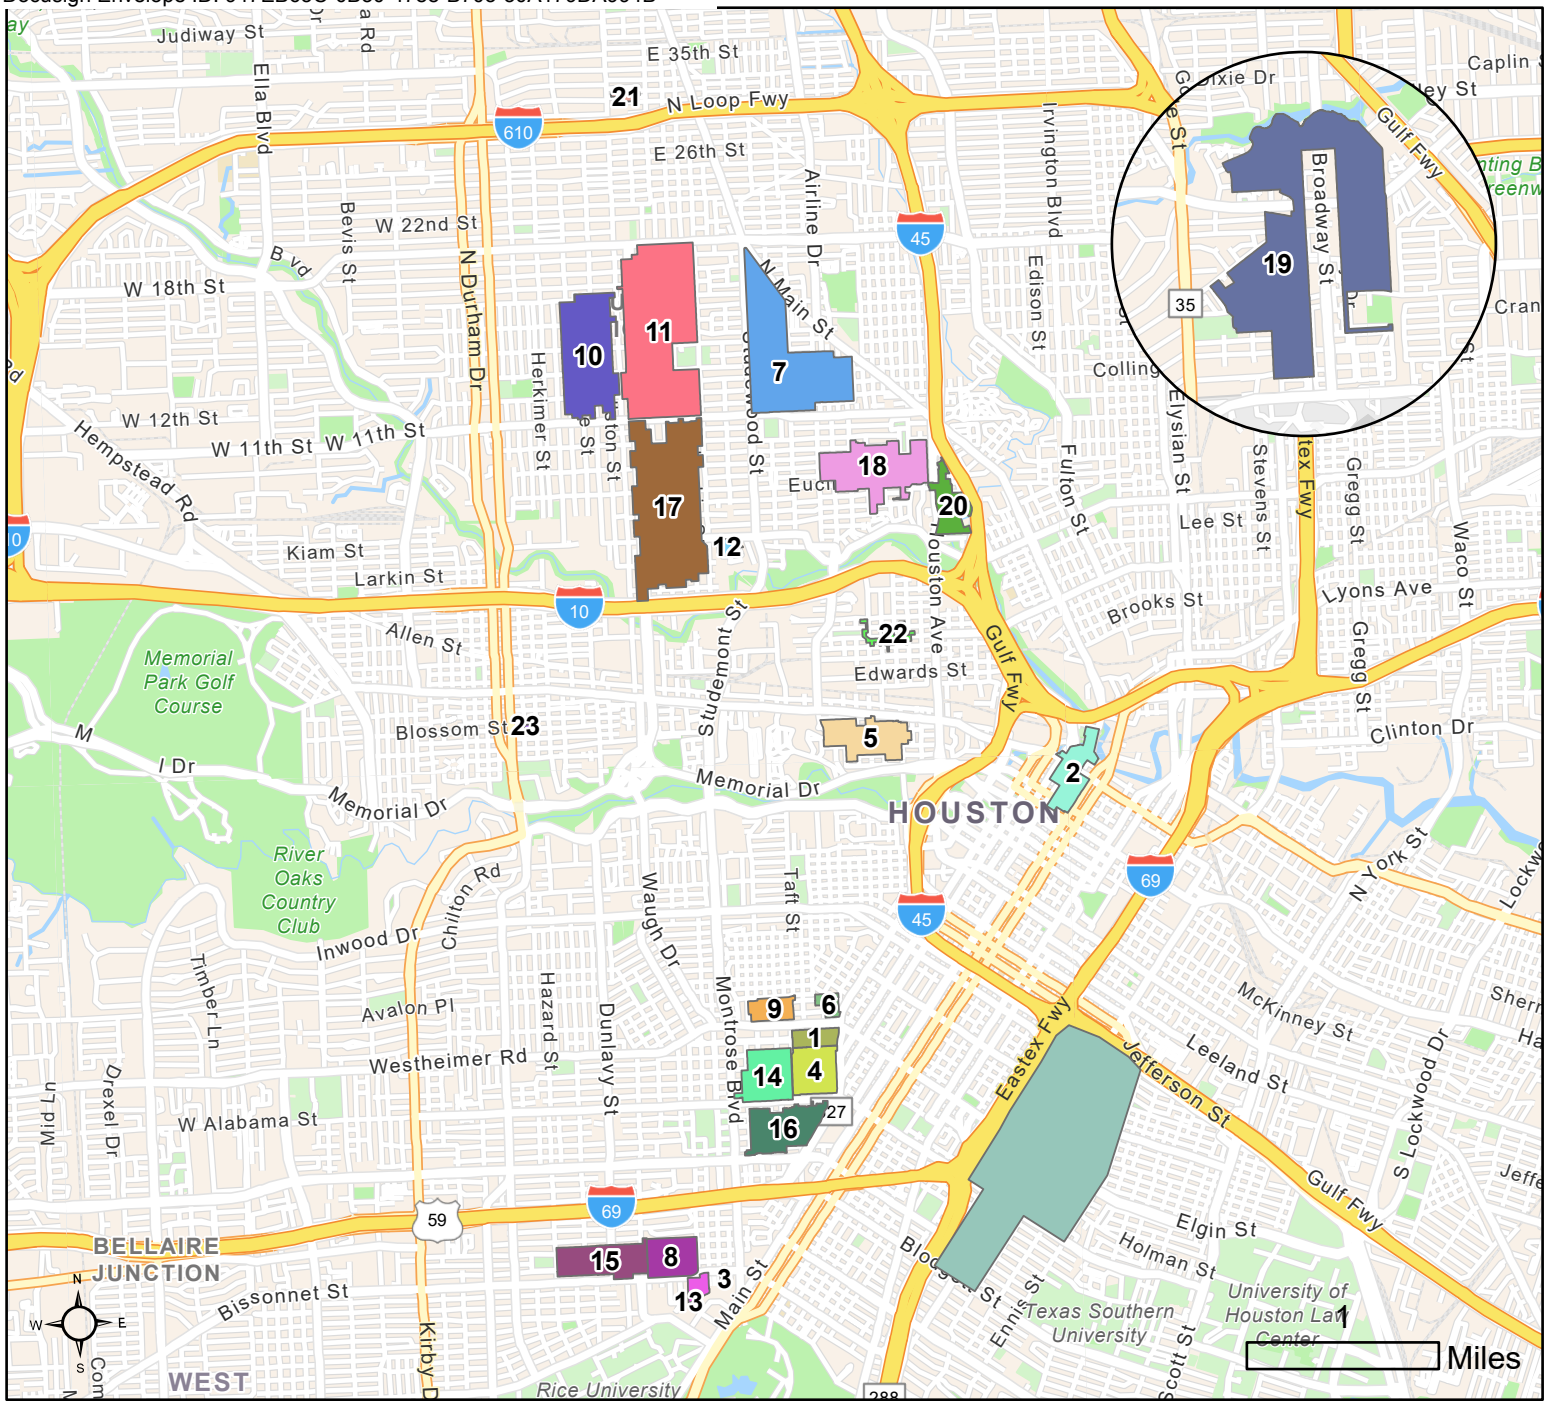 Judiway St
E 35th St
Dixie Dr
Caplin
Ella Blvd
21
N Loop Fwy
610
E 26th St
Irvington Blvd
Gulf Fwy
Airline Dr
Bevis St
W 22nd St
45
Broadway St
N Durham Dr
19
W 18th St
N Main St
Edison St
35
Cran
11
10
7
Herkimer St
Colling
W 12th St
W 11th St
W 11th St
Hempstead Rd
Elysian St
18
Fulton St
Stevens St
Gregg St
17
20
Lee St
Waco St
12
Kiam St
Larkin St
Houston Ave
Lyons Ave
10
Brooks St
Studemont St
22
Allen St
Gulf Fwy
Memorial
Park Golf
Course
Edwards St
Gregg St
Blossom St
23
5
Clinton Dr
M
l Dr
2
Memorial Dr
Memorial Dr
HOUSTON
River
Oaks
Country
Club
N York St
69
Chilton Rd
Waugh Dr
Taft St
45
Inwood Dr
Timber Ln
Hazard St
Montrose Blvd
9
6
McKinney St
Avalon Pl
Dunlavy St
1
Westheimer Rd
Eastex Fwy
Jefferson St
Leeland St
14
4
Mid Ln
Drexel Dr
S Lockwood Dr
W Alabama St
27
16
69
59
Gulf Fwy
Elgin St
BELLAIRE
JUNCTION
15
8
Holman St
3
13
Main St
Bissonnet St
Ennis St
Texas Southern
University
University of
Houston Law
Center
N
W
E
S
1
Miles
WEST
Rice University
Scott St
288